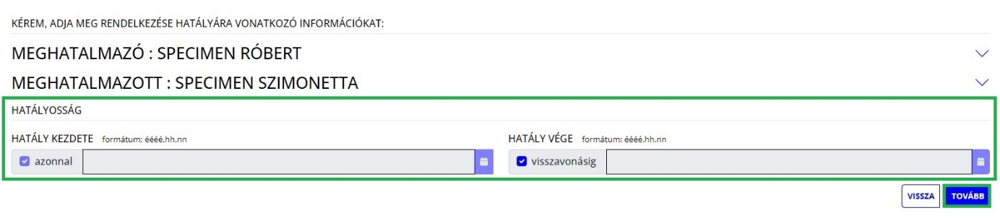 KÉREM, ADJA MEG RENDELKEZÉSE HATÁLYÁRA VONATKOZÓ INFORMÁCIÓKAT:
MEGHATALMAZÓ : SPECIMEN RÓBERT
MEGHATALMAZOTT : SPECIMEN SZIMONETTA
HATÁLYOSSÁG
HATÁLY KEZDETE formátum: éééé.hh.nn HATÁLY VÉGE formátum: éééé.hh.nn
azonnal visszavonásig
VISSZA TOVÁBB